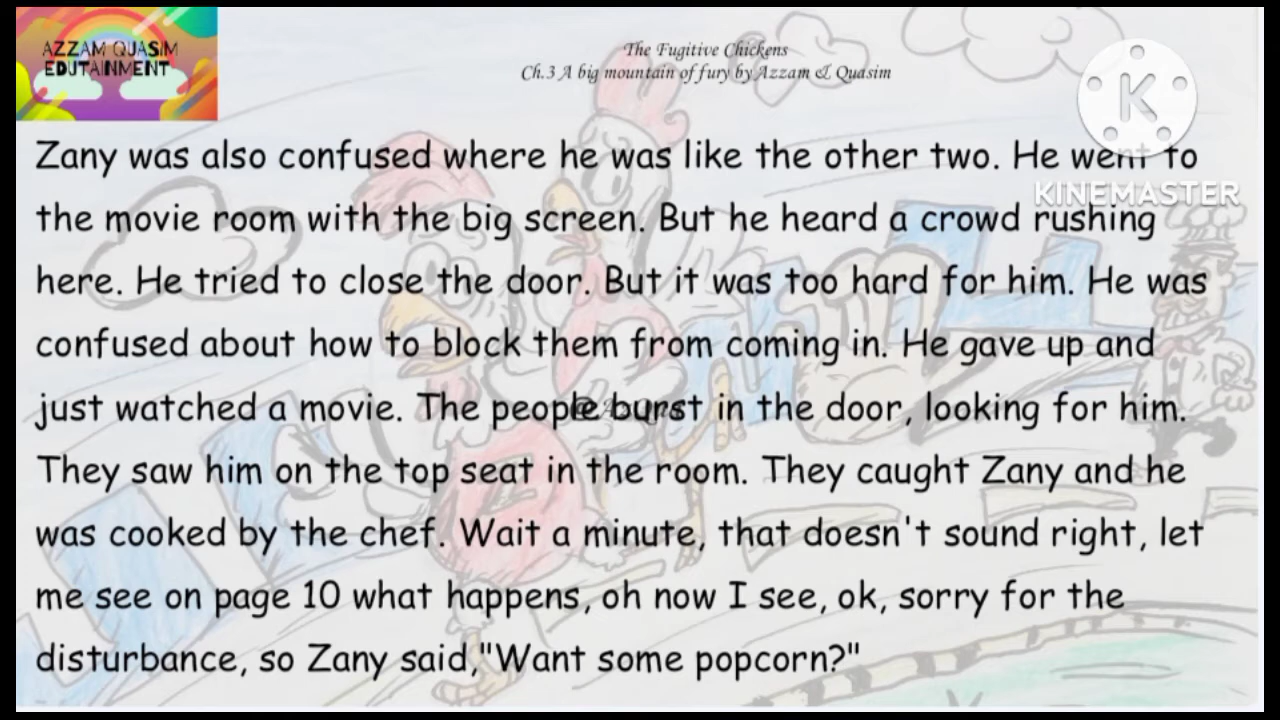 AZZAM QUASIM
EDUTAINMENT
The Fugitive Chickens
Ch.3 A big mountain of fury by Azzam & Quasim
K
KINEMASTER
Zany was also confused where he was like the other two. He went to
the movie room with the big screen. But he heard a crowd rushing
here. He tried to close the door. But it was too hard for him. He was
confused about how to block them from coming in. He gave up and
just watched a movie. The people burst in the door, looking for him.
They saw him on the top seat in the room. They caught Zany and he
was cooked by the chef. Wait a minute, that doesn't sound right, let
me see on page 10 what happens, oh now I see, ok, sorry for the
disturbance, so Zany said,"Want some popcorn?"